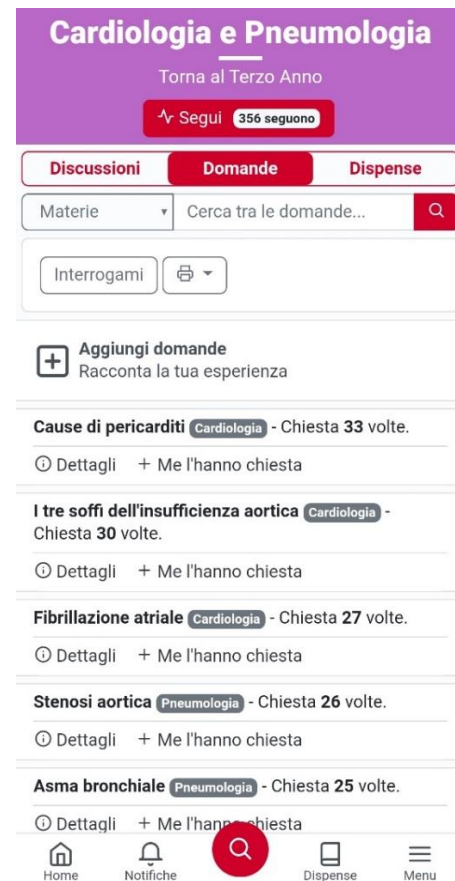 Cardiologia e Pneumologia
Torna al Terzo Anno
Segui 356 seguono
Discussioni Domande Dispense
Materie Cerca tra le domande...
Interrogami
Aggiungi domande
Racconta la tua esperienza
Cause di pericarditi Cardiologia - Chiesta 33 volte.
Dettagli + Me l'hanno chiesta
I tre soffi dell'insufficienza aortica Cardiologia -
Chiesta 30 volte.
Dettagli + Me l'hanno chiesta
Fibrillazione atriale Cardiologia - Chiesta 27 volte.
Dettagli + Me l'hanno chiesta
Stenosi aortica Pneumologia - Chiesta 26 volte.
Dettagli + Me l'hanno chiesta
Asma bronchiale Pneumologia - Chiesta 25 volte.
Dettagli + Me l'hanno chiesta
Home Notifiche Dispense Menu